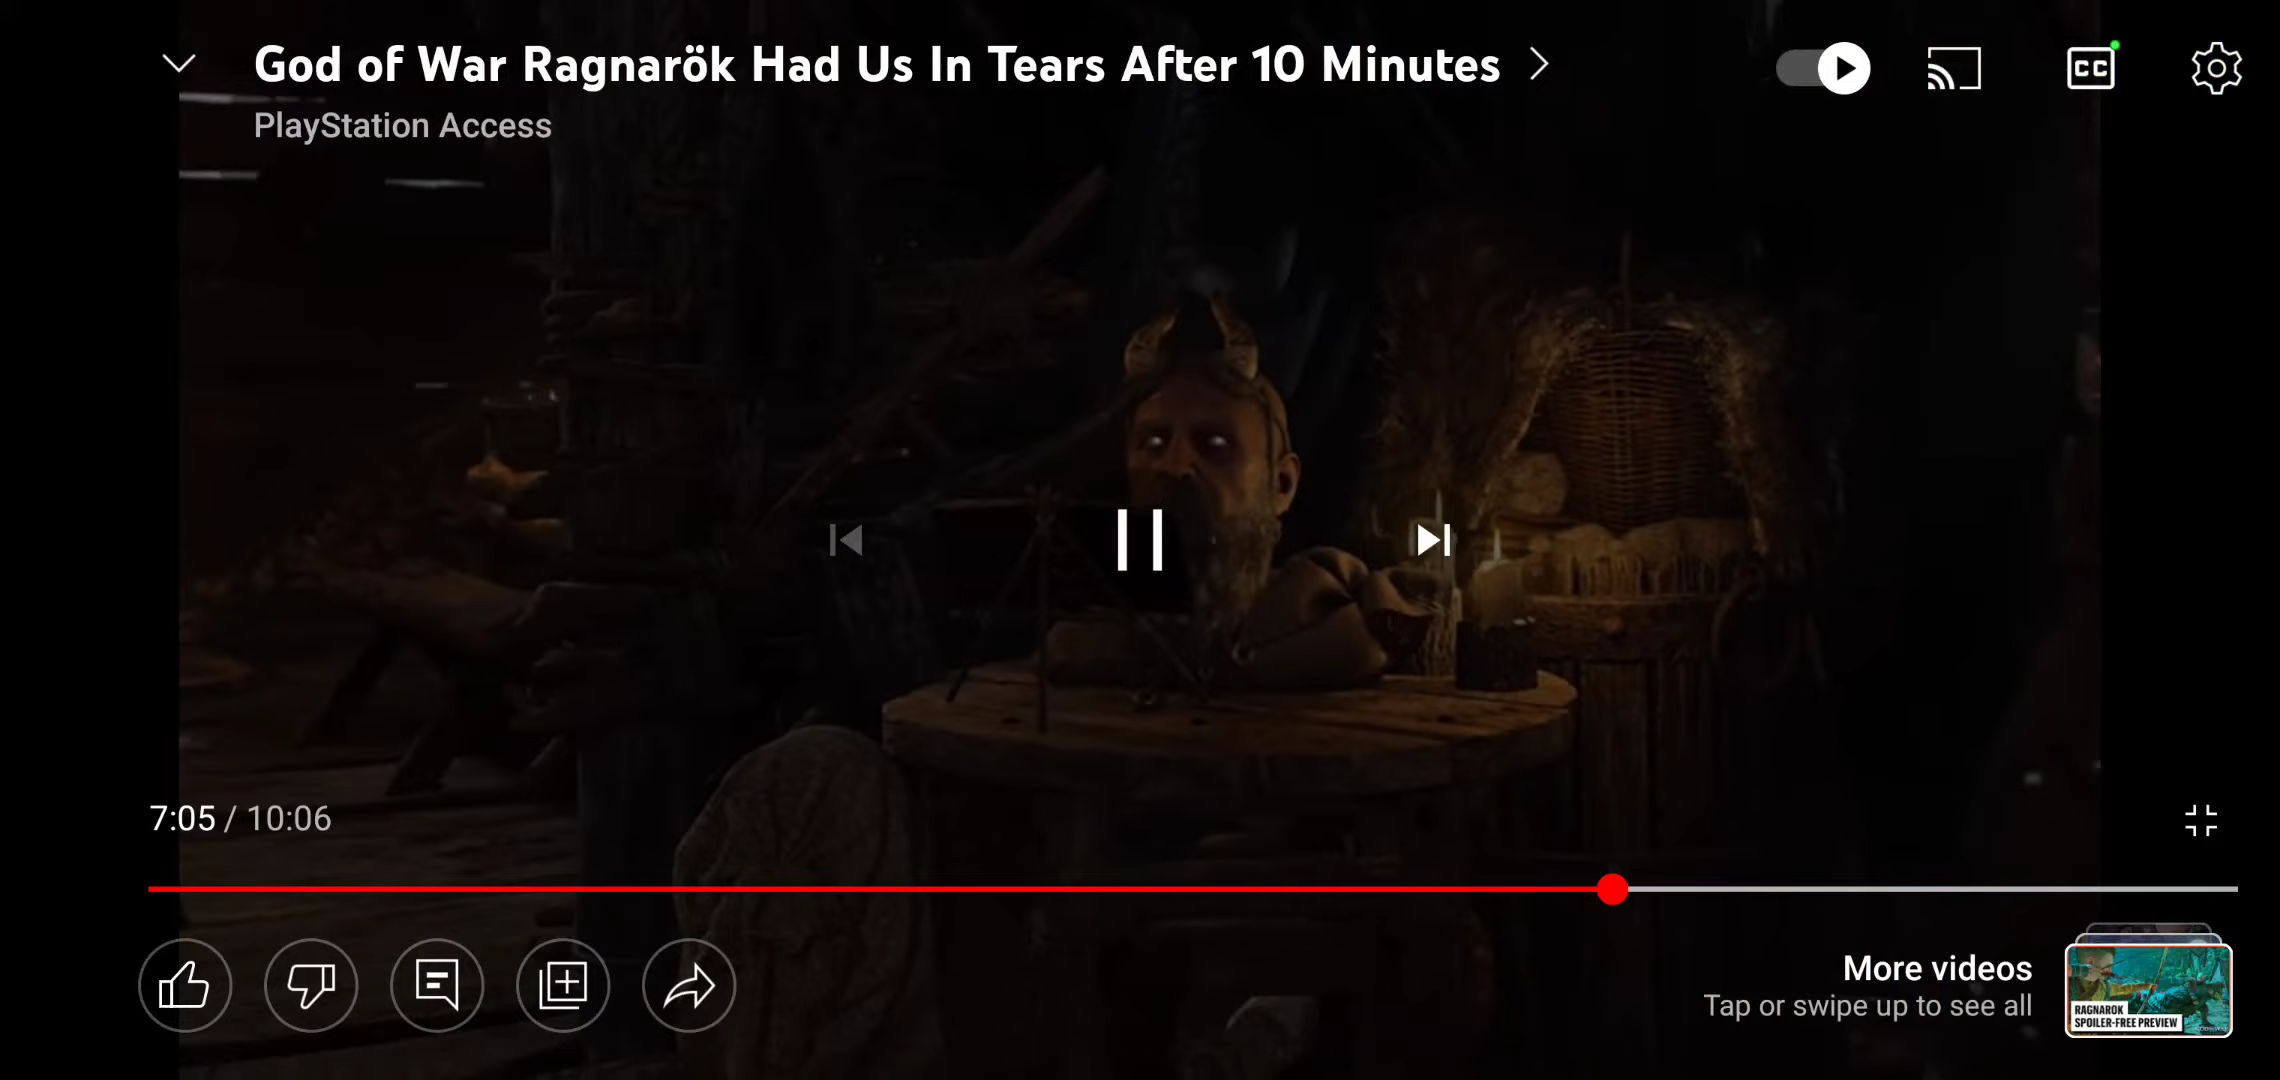 God of War Ragnarök Had Us In Tears After 10 Minutes
PlayStation Access
CC
7:05 / 10:06
More videos
Tap or swipe up to see all
RAGNAROK
SPOILER-FREE PREVIEW